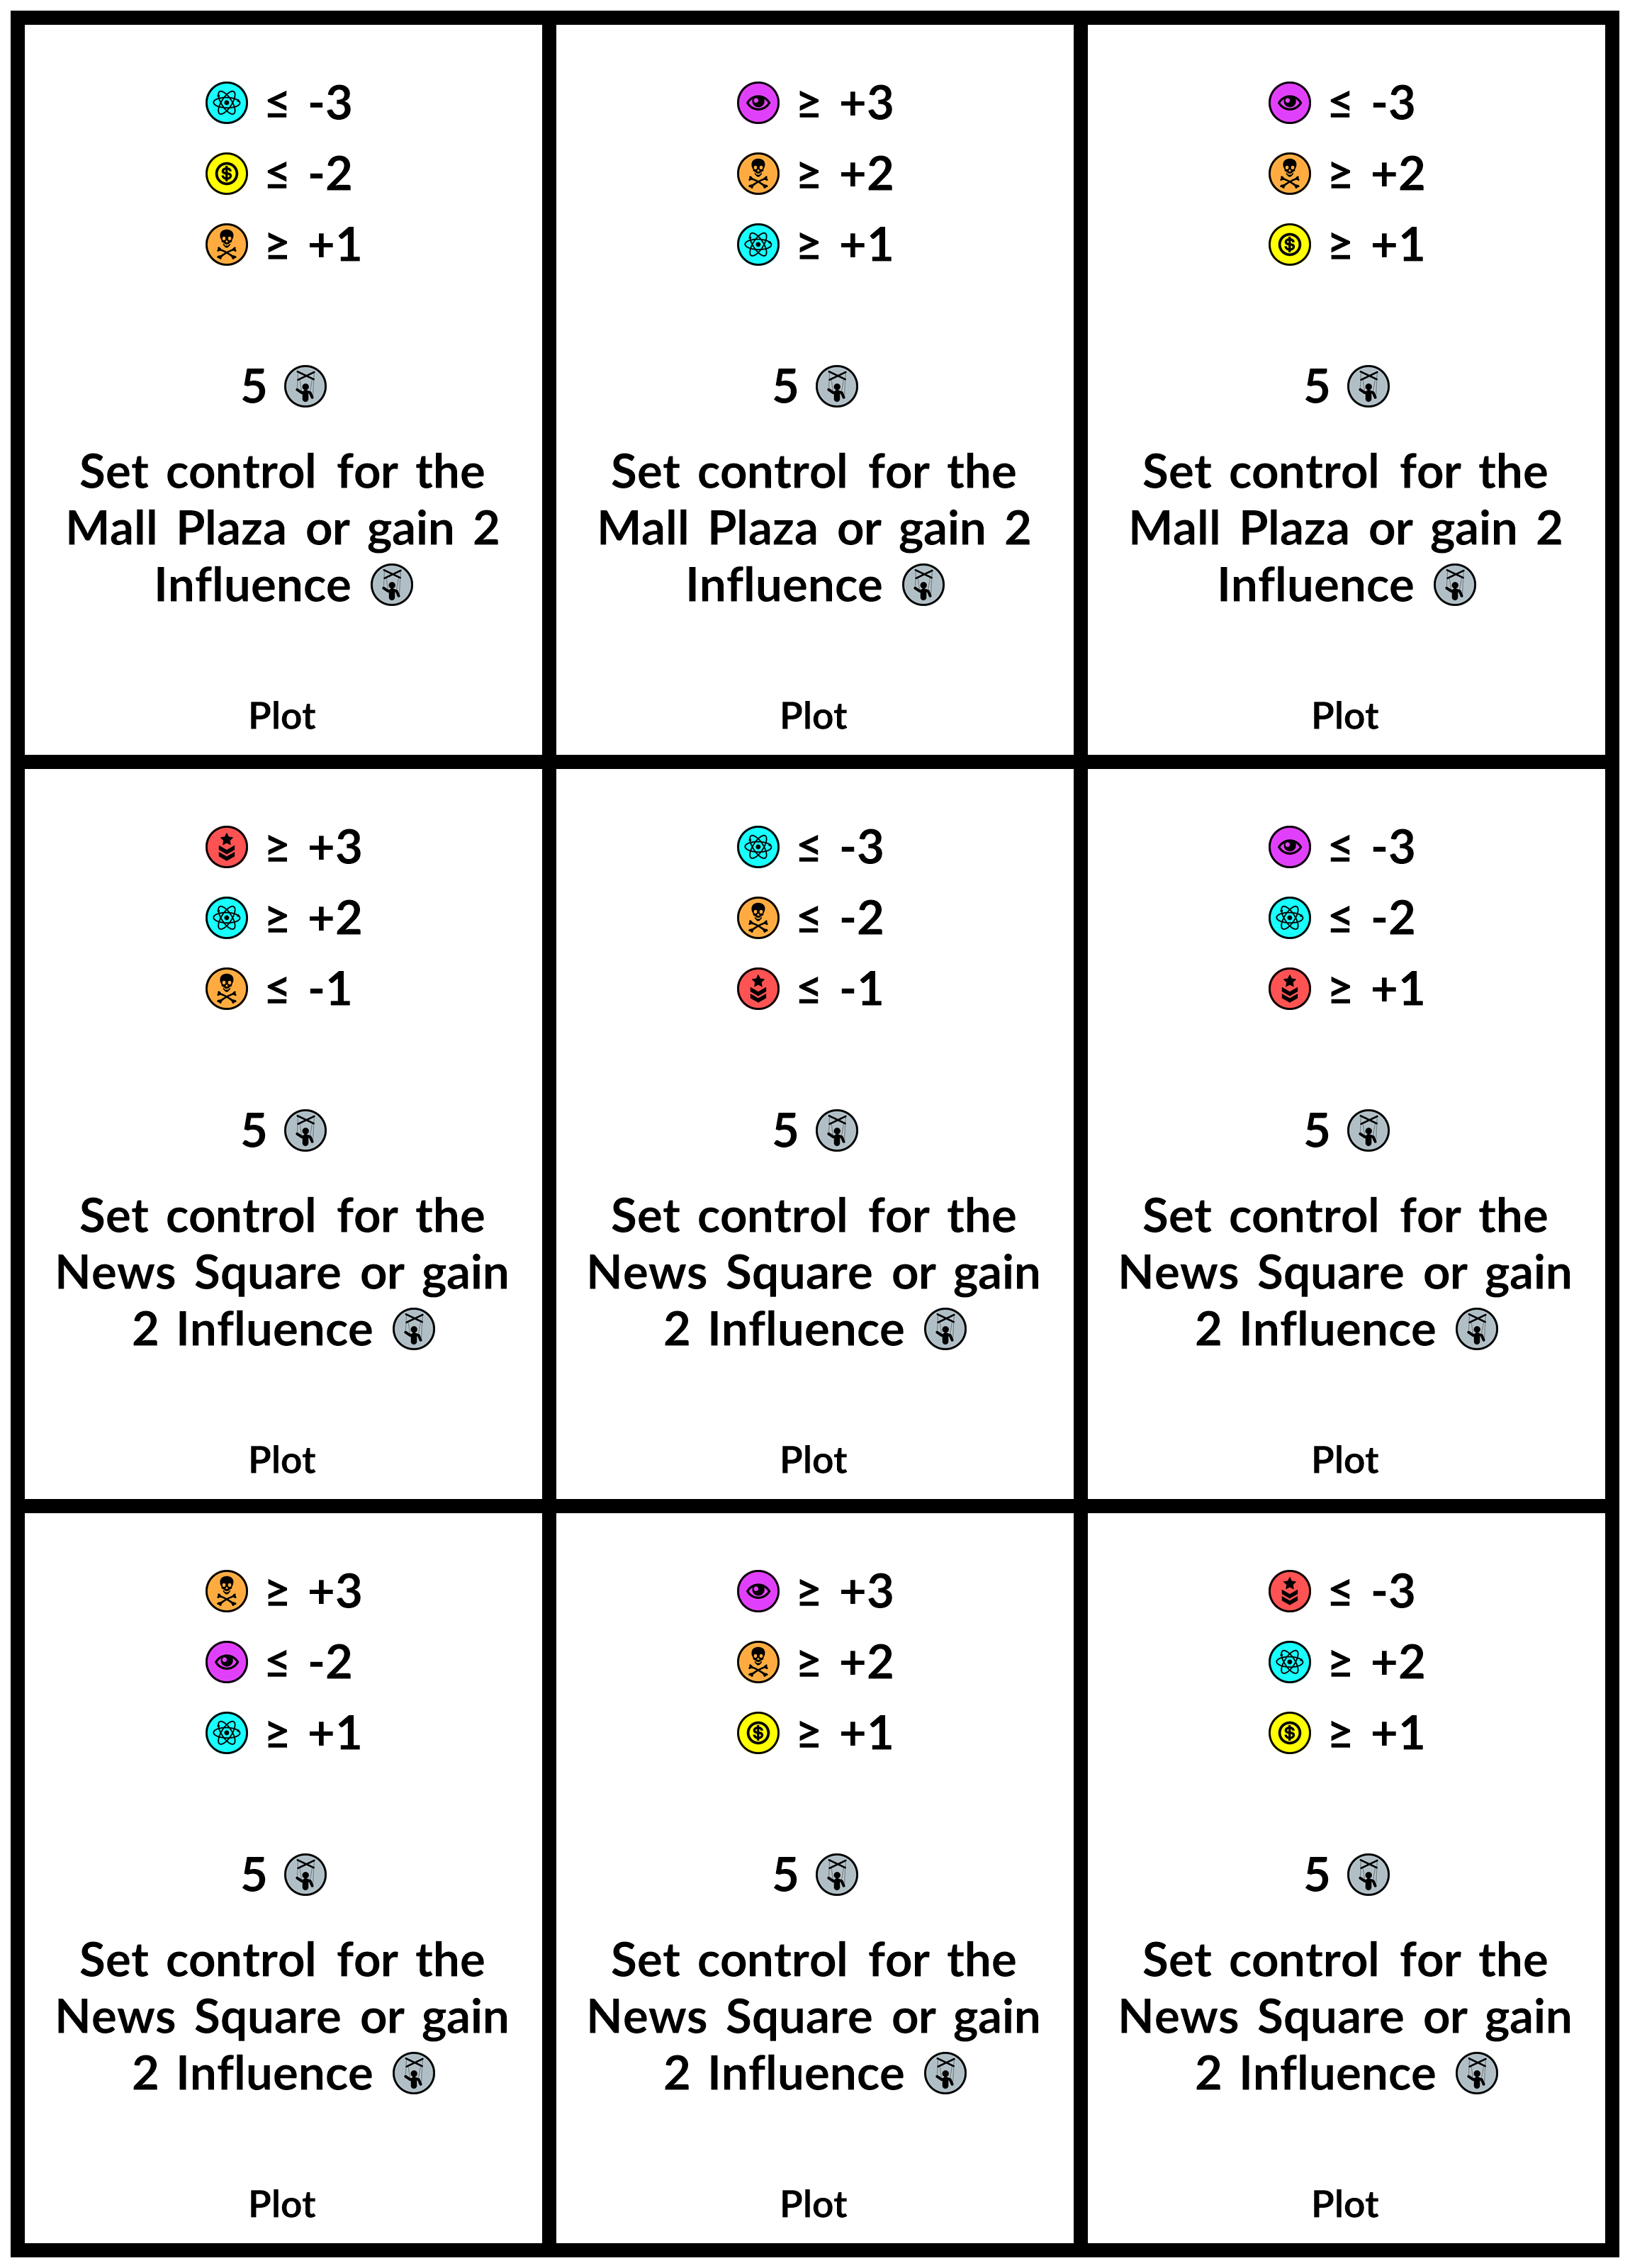 ≤ -3
≤ -2
≥ +1
5
Set control for the
Mall Plaza or gain 2
Influence
Plot
≥ +3
≥ +2
≥ +1
5
Set control for the
Mall Plaza or gain 2
Influence
Plot
≤ -3
≥ +2
≥ +1
5
Set control for the
Mall Plaza or gain 2
Influence
Plot
≥ +3
≥ +2
≤ -1
5
Set control for the
News Square or gain
2 Influence
Plot
≤ -3
≤ -2
≤ -1
5
Set control for the
News Square or gain
2 Influence
Plot
≤ -3
≤ -2
≥ +1
5
Set control for the
News Square or gain
2 Influence
Plot
≥ +3
≤ -2
≥ +1
5
Set control for the
News Square or gain
2 Influence
Plot
≥ +3
≥ +2
$ ≥ +1
5
Set control for the
News Square or gain
2 Influence
Plot
≤ -3
≥ +2
$ ≥ +1
5
Set control for the
News Square or gain
2 Influence
Plot